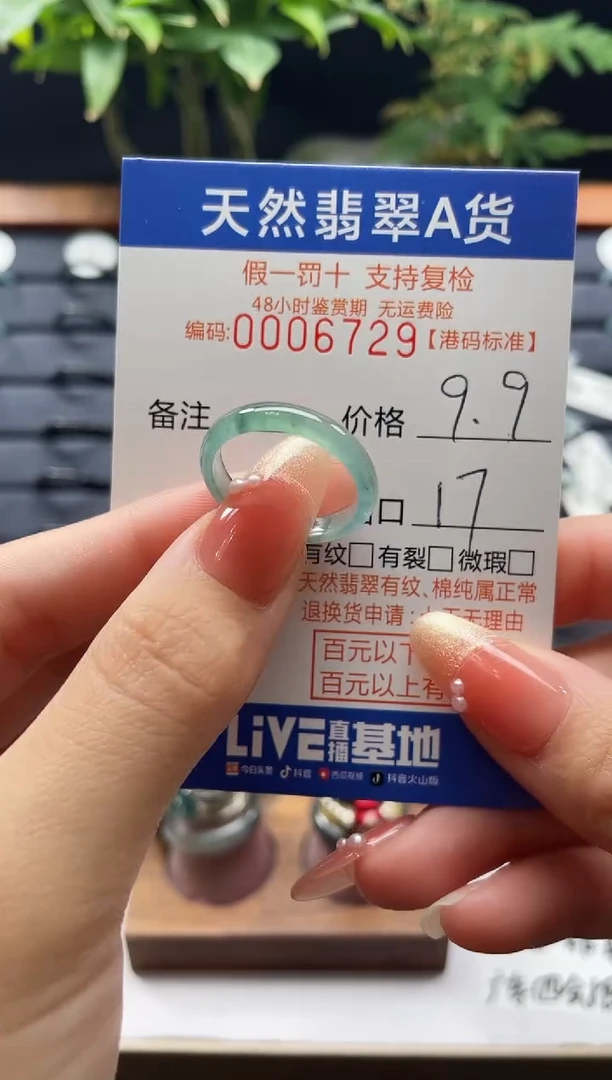 天然翡翠A货
假一罚十 支持复检
48小时鉴赏期 无运费险
编码:0006729【港码标准】
备注 价格 9.9
口 17
有纹□有裂□微瑕□
天然翡翠有纹、棉纯属正常
退换货申请: 无理由
百元以下
百元以上有
LiVE直播基地
今日头条 抖音 西瓜视频 抖音火山版